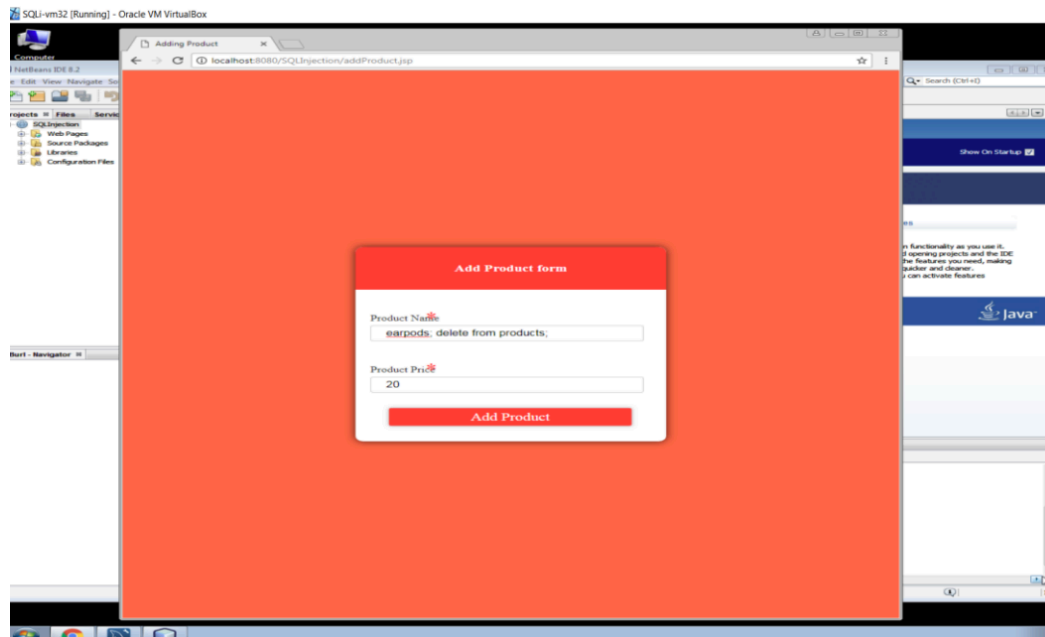 SQLi-vm32 [Running] - Oracle VM VirtualBox
Computer
Adding Product
localhost:8080/SQLInjection/addProduct.jsp
NetBeans IDE 8.2
Edit View Navigate
Search (Ctrl+I)
Files
SQLInjection
Web Pages
Source Packages
Libraries
Configuration Files
Show On Startup
Add Product form
n functionality as you use it.
d opening projects and the IDE
the features you need, making
quicker and cleaner.
can activate features
Product Name*
earpods; delete from products;
Java
Navigator
Product Price*
20
Add Product